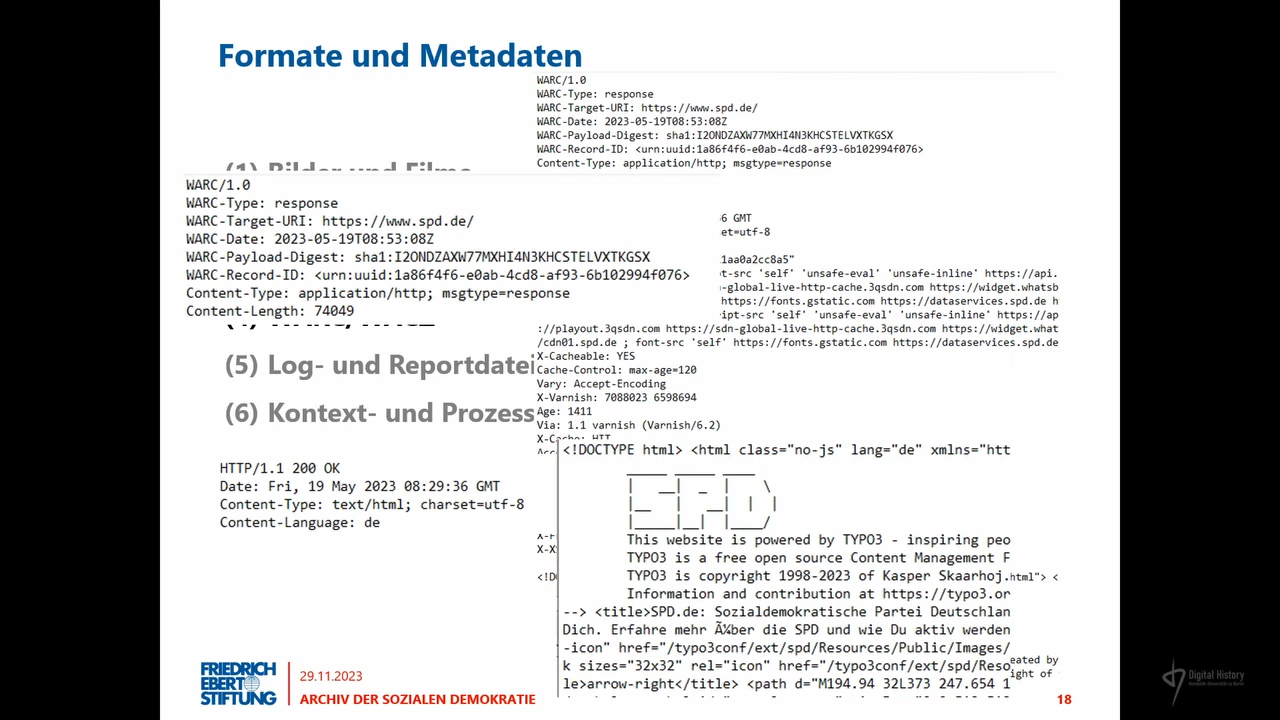 Formate und Metadaten
WARC/1.0
WARC-Type: response
WARC-Target-URI: https://www.spd.de/
WARC-Date: 2023-05-19T08:53:08Z
WARC-Payload-Digest: sha1:I2ONDZAXW77MXHI4N3KHCSTELVXTKGSX
WARC-Record-ID: <urn:uuid:1a86f4f6-e0ab-4cd8-af93-6b102994f076>
Content-Type: application/http; msgtype=response
(1) Bilder und Filme
WARC/1.0
WARC-Type: response
WARC-Target-URI: https://www.spd.de/
WARC-Date: 2023-05-19T08:53:08Z
WARC-Payload-Digest: sha1:I2ONDZAXW77MXHI4N3KHCSTELVXTKGSX
WARC-Record-ID: <urn:uuid:1a86f4f6-e0ab-4cd8-af93-6b102994f076>
Content-Type: application/http; msgtype=response
Content-Length: 74049
6 GMT
et=utf-8
1aa0a2cc8a5"
t-src 'self' 'unsafe-eval' 'unsafe-inline' https://api.
-global-live-http-cache.3qsdn.com https://widget.whatsb
https://fonts.gstatic.com https://dataservices.spd.de h
ipt-src 'self' 'unsafe-eval' 'unsafe-inline' https://ap
://playout.3qsdn.com https://sdn-global-live-http-cache.3qsdn.com https://widget.what
/cdn01.spd.de ; font-src 'self' https://fonts.gstatic.com https://dataservices.spd.de
X-Cacheable: YES
Cache-Control: max-age=120
Vary: Accept-Encoding
X-Varnish: 7088023 6598694
Age: 1411
Via: 1.1 varnish (Varnish/6.2)
X-Cache: HIT
(4) WARC/WACZ
(5) Log- und Reportdatei
(6) Kontext- und Prozess
HTTP/1.1 200 OK
Date: Fri, 19 May 2023 08:29:36 GMT
Content-Type: text/html; charset=utf-8
Content-Language: de
<!DOCTYPE html> <html class="no-js" lang="de" xmlns="htt
SPD
This website is powered by TYPO3 - inspiring peo
TYPO3 is a free open source Content Management F
TYPO3 is copyright 1998-2023 of Kasper Skaarhoj.
html"> <
Information and contribution at https://typo3.or
--> <title>SPD.de: Sozialdemokratische Partei Deutschlan
Dich. Erfahre mehr Ã¼ber die SPD und wie Du aktiv werden
-icon" href="/typo3conf/ext/spd/Resources/Public/Images/
k sizes="32x32" rel="icon" href="/typo3conf/ext/spd/Reso
le>arrow-right</title> <path d="M194.94 32L373 247.654 1
<!D
eated by
ight of
FRIEDRICH
EBERT
STIFTUNG
29.11.2023
ARCHIV DER SOZIALEN DEMOKRATIE
18
Digital History